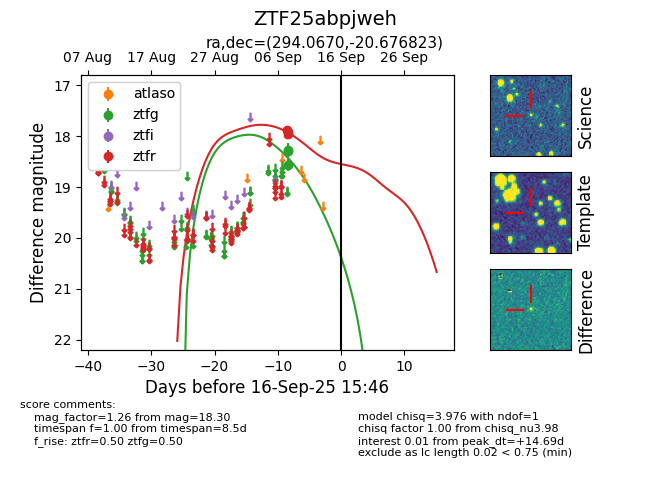 ZTF25abpjweh
ra,dec=(294.0670,-20.676823)
07 Aug 17 Aug 27 Aug 06 Sep 16 Sep 26 Sep
17
18
19
20
21
22
Difference magnitude
atlaso
ztfg
ztfi
ztfr
−40 −30 −20 −10 0 10
Days before 16-Sep-25 15:46
Science
Template
Difference
score comments:
mag_factor=1.26 from mag=18.30
timespan f=1.00 from timespan=8.5d
f_rise: ztfr=0.50 ztfg=0.50
model chisq=3.976 with ndof=1
chisq factor 1.00 from chisq_nu3.98
interest 0.01 from peak_dt=+14.69d
exclude as lc length 0.02 < 0.75 (min)